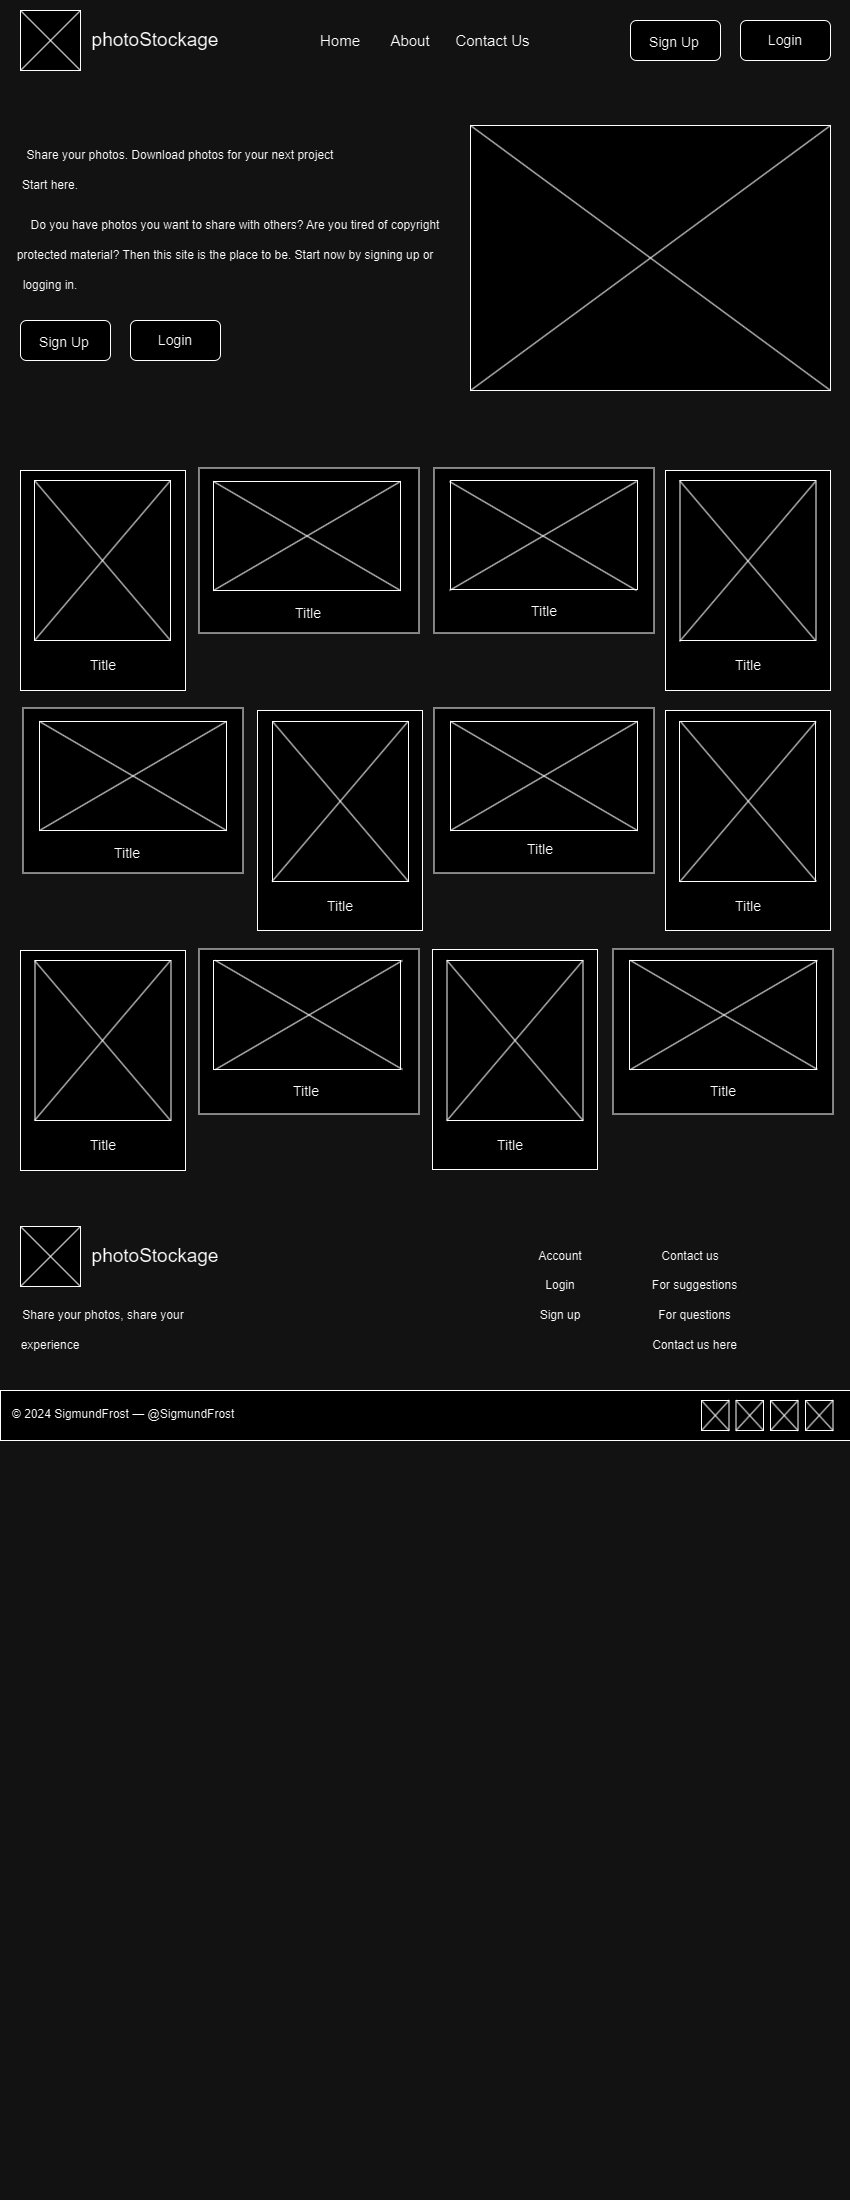 photoStockage
Home
About
Contact Us
Sign Up
Login
Share your photos. Download photos for your next project
Start here.
Do you have photos you want to share with others? Are you tired of copyright
protected material? Then this site is the place to be. Start now by signing up or
logging in.
Sign Up
Login
Title
Title
Title
Title
Title
Title
Title
Title
Title
Title
Title
Title
photoStockage
Share your photos, share your
experience
Account
Login
Sign up
Contact us
For suggestions
For questions
Contact us here
© 2024 SigmundFrost — @SigmundFrost